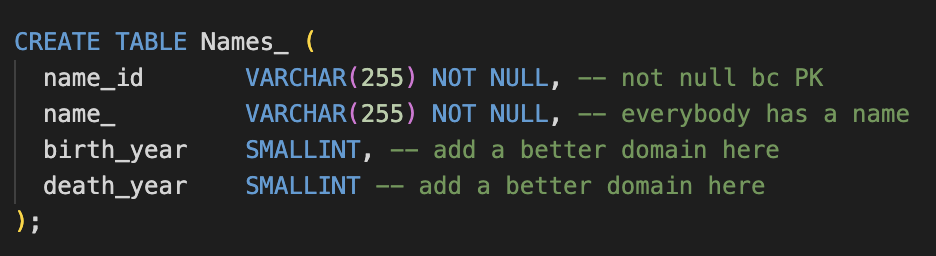 CREATE TABLE Names_ (
name_id VARCHAR(255) NOT NULL, -- not null bc PK
name_ VARCHAR(255) NOT NULL, -- everybody has a name
birth_year SMALLINT, -- add a better domain here
death_year SMALLINT -- add a better domain here
);